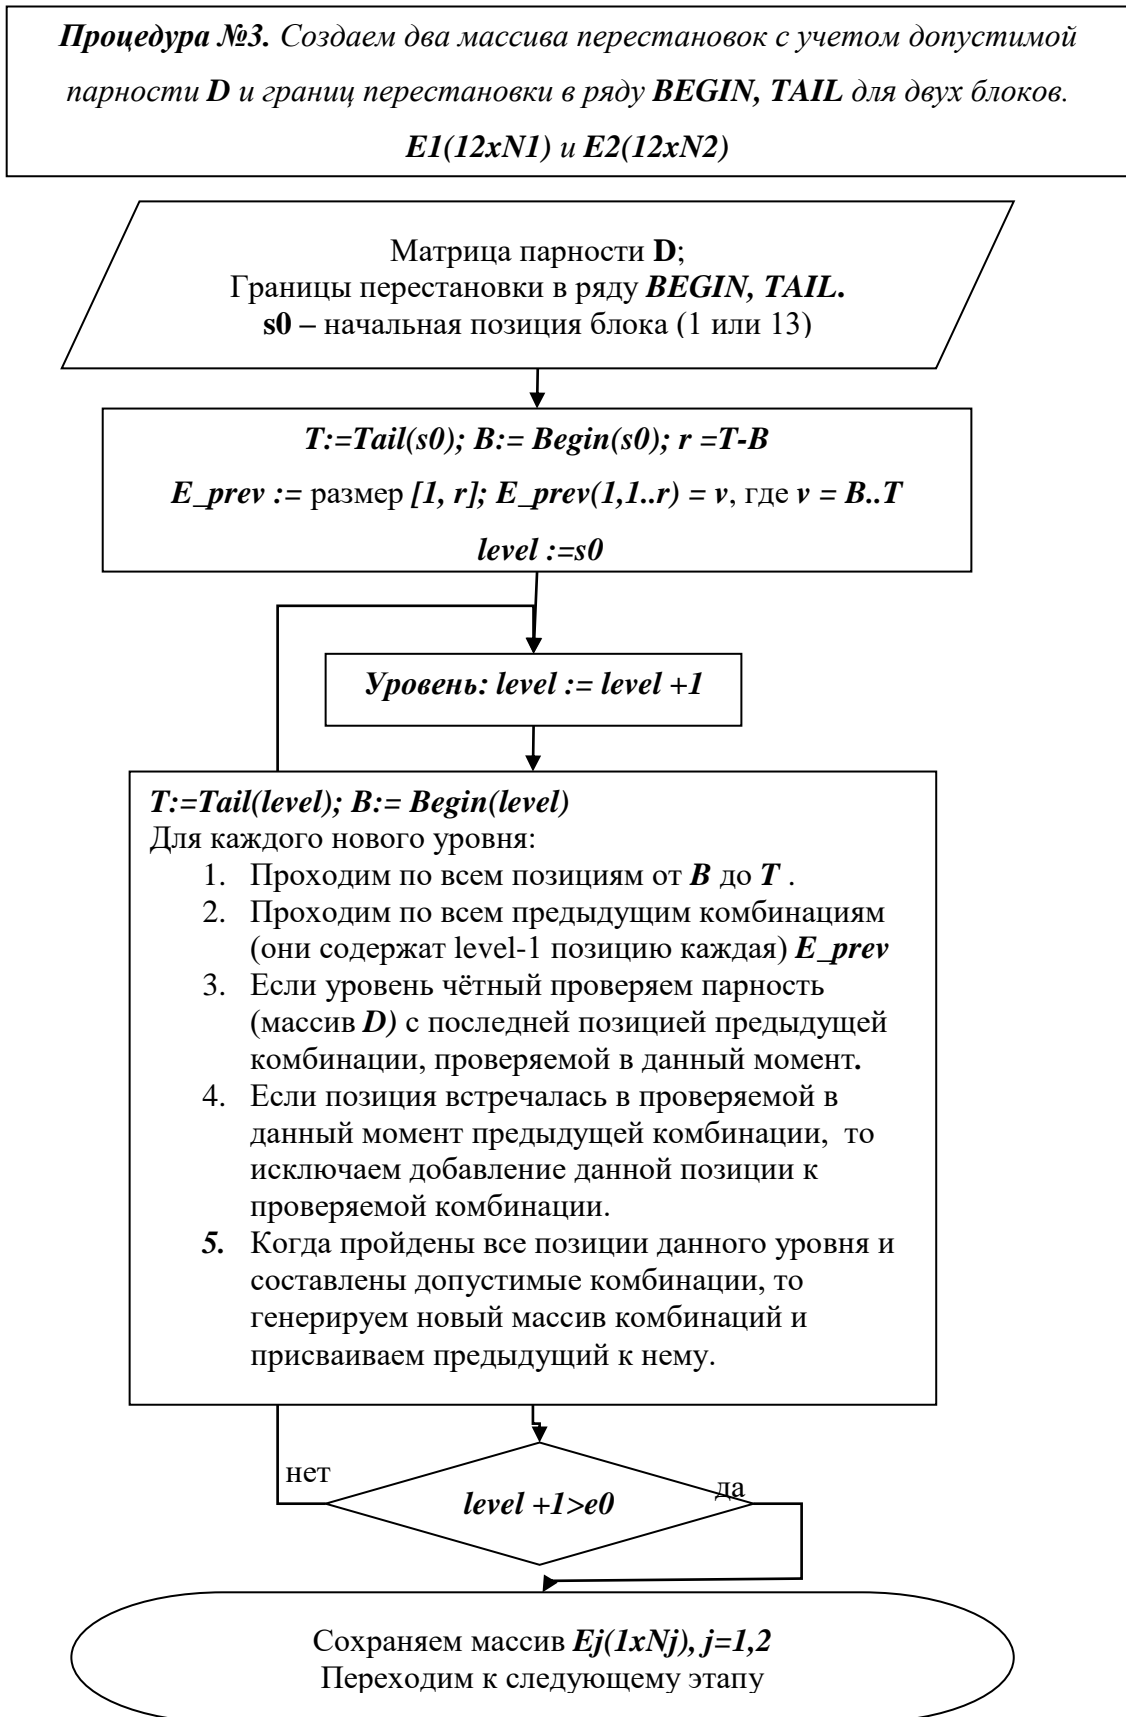 Процедура №3. Создаем два массива перестановок с учетом допустимой
парности D и границ перестановки в ряду BEGIN, TAIL для двух блоков.
E1(12xN1) и E2(12xN2)
Матрица парности D;
Границы перестановки в ряду BEGIN, TAIL.
s0 – начальная позиция блока (1 или 13)
T:=Tail(s0); B:= Begin(s0); r =T-B
E_prev := размер [1, r]; E_prev(1,1..r) = v, где v = B..T
level :=s0
Уровень: level := level +1
T:=Tail(level); B:= Begin(level)
Для каждого нового уровня:
1. Проходим по всем позициям от B до T .
2. Проходим по всем предыдущим комбинациям
(они содержат level-1 позицию каждая) E_prev
3. Если уровень чётный проверяем парность
(массив D) с последней позицией предыдущей
комбинации, проверяемой в данный момент.
4. Если позиция встречалась в проверяемой в
данный момент предыдущей комбинации, то
исключаем добавление данной позиции к
проверяемой комбинации.
5. Когда пройдены все позиции данного уровня и
составлены допустимые комбинации, то
генерируем новый массив комбинаций и
присваиваем предыдущий к нему.
нет
да
level +1>e0
Сохраняем массив Ej(1xNj), j=1,2
Переходим к следующему этапу